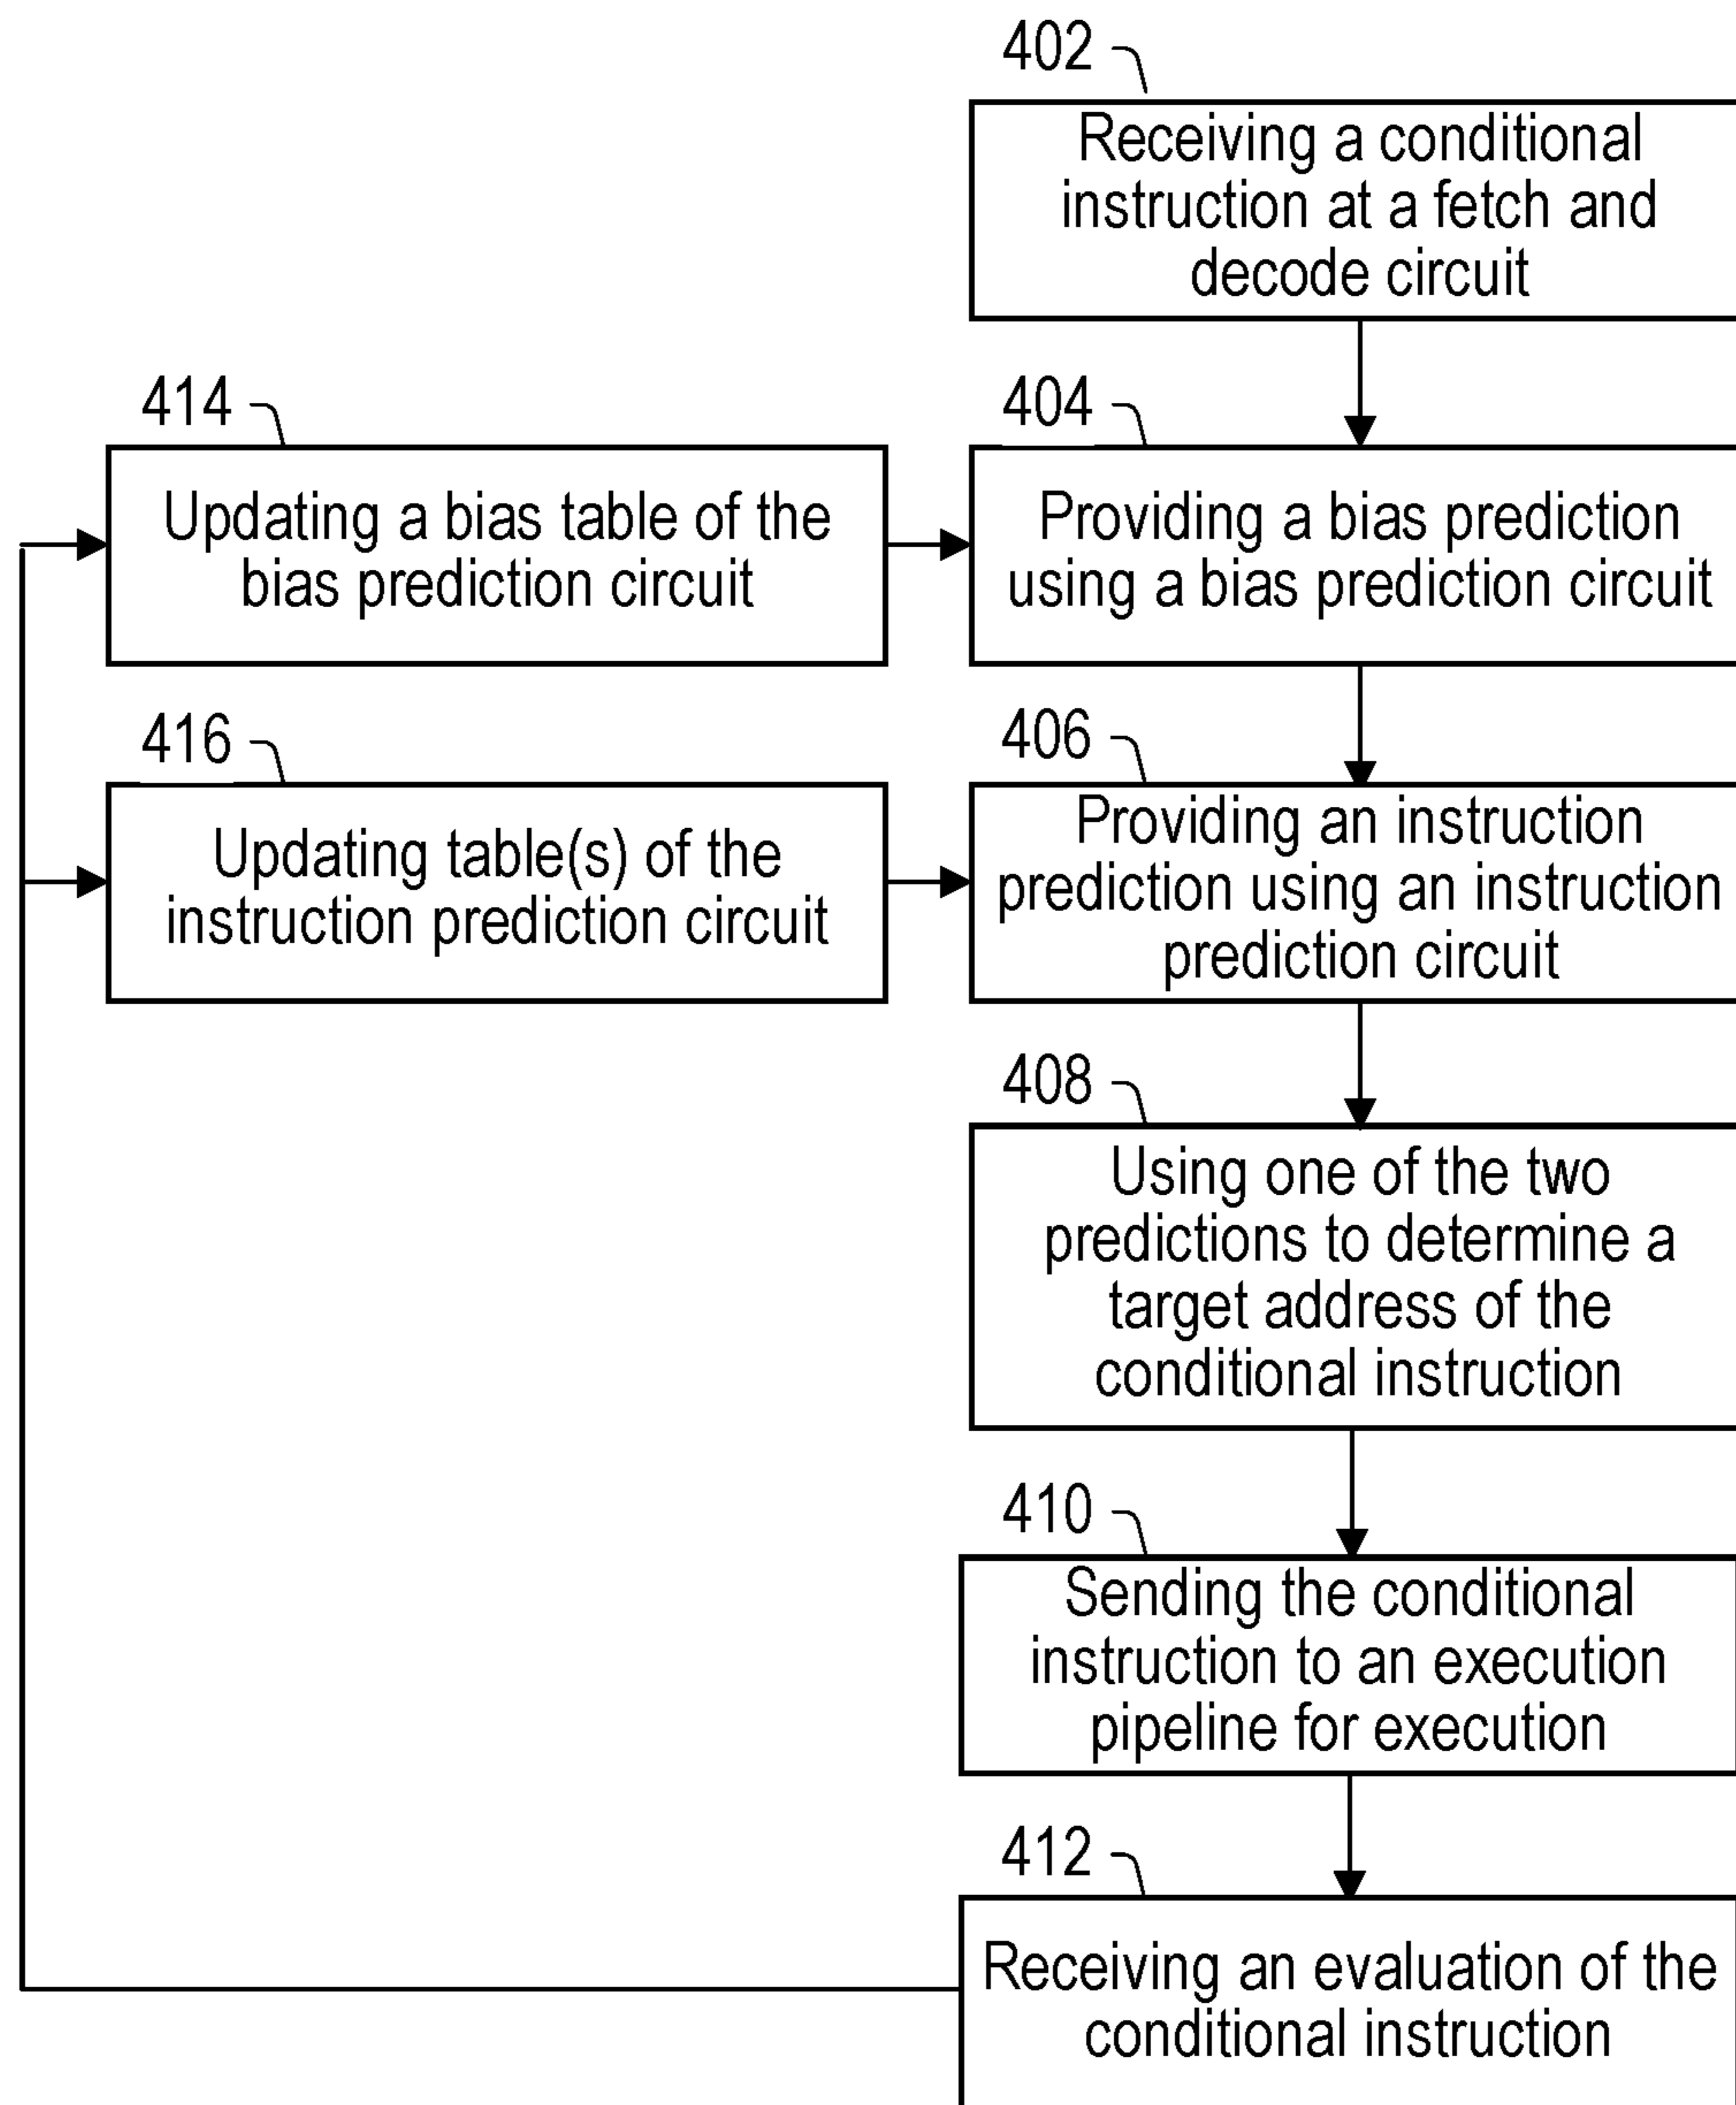 402
Receiving a conditional
instruction at a fetch and
decode circuit
414
Updating a bias table of the
bias prediction circuit
404
Providing a bias prediction
using a bias prediction circuit
416
Updating table(s) of the
instruction prediction circuit
406
Providing an instruction
prediction using an instruction
prediction circuit
408
Using one of the two
predictions to determine a
target address of the
conditional instruction
410
Sending the conditional
instruction to an execution
pipeline for execution
412
Receiving an evaluation of the
conditional instruction